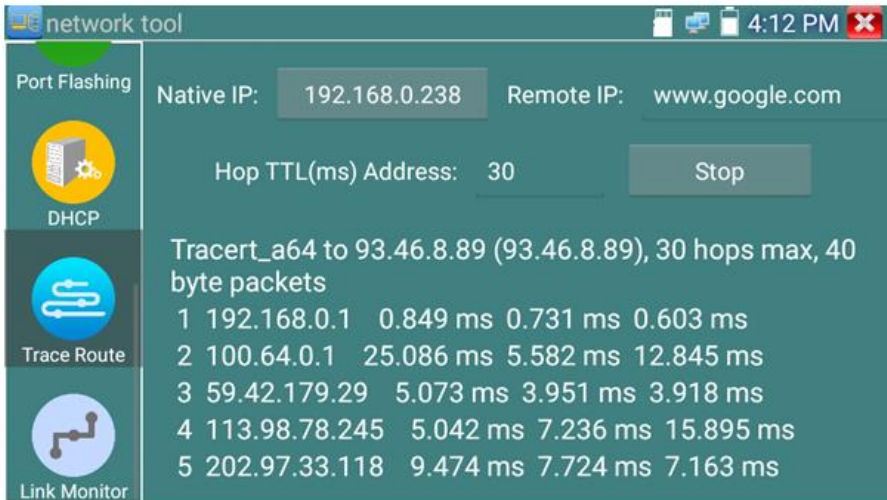 network tool
4:12 PM
Port Flashing
DHCP
Trace Route
Link Monitor
Native IP: 192.168.0.238 Remote IP: www.google.com
Hop TTL(ms) Address: 30 Stop
Tracert_a64 to 93.46.8.89 (93.46.8.89), 30 hops max, 40
byte packets
1 192.168.0.1 0.849 ms 0.731 ms 0.603 ms
2 100.64.0.1 25.086 ms 5.582 ms 12.845 ms
3 59.42.179.29 5.073 ms 3.951 ms 3.918 ms
4 113.98.78.245 5.042 ms 7.236 ms 15.895 ms
5 202.97.33.118 9.474 ms 7.724 ms 7.163 ms